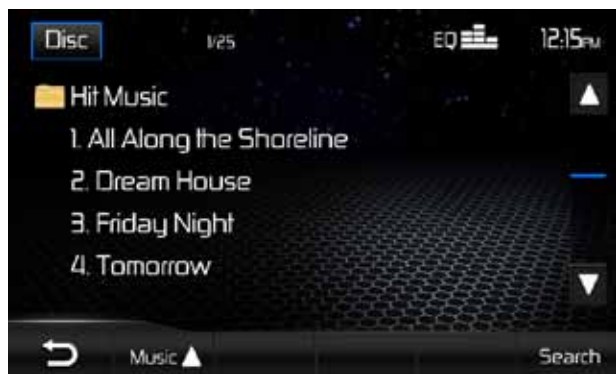 Disc 1/25 EQ 12:15PM
Hit Music
1. All Along the Shoreline
2. Dream House
3. Friday Night
4. Tomorrow
Music Search